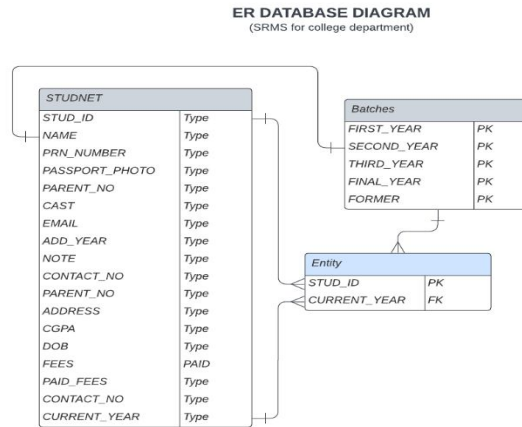 ER DATABASE DIAGRAM
(SRMS for college department)
STUDNET
STUD_ID Type
NAME Type
PRN_NUMBER Type
PASSPORT_PHOTO Type
PARENT_NO Type
CAST Type
EMAIL Type
ADD_YEAR Type
NOTE Type
CONTACT_NO Type
PARENT_NO Type
ADDRESS Type
CGPA Type
DOB Type
FEES PAID
PAID_FEES Type
CONTACT_NO Type
CURRENT_YEAR Type
Batches
FIRST_YEAR PK
SECOND_YEAR PK
THIRD_YEAR PK
FINAL_YEAR PK
FORMER PK
Entity
STUD_ID PK
CURRENT_YEAR FK